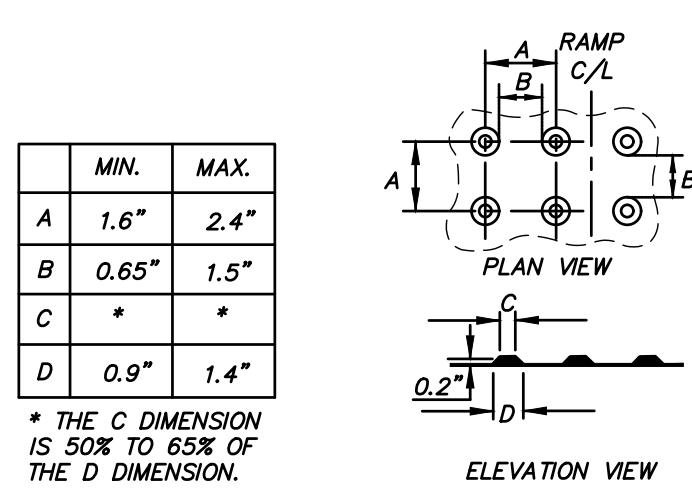 MIN. MAX.
A 1.6" 2.4"
B 0.65" 1.5"
C * *
D 0.9" 1.4"
* THE C DIMENSION
IS 50% TO 65% OF
THE D DIMENSION.
A
RAMP
C/L
B
A
B
PLAN VIEW
C
0.2"
D
ELEVATION VIEW